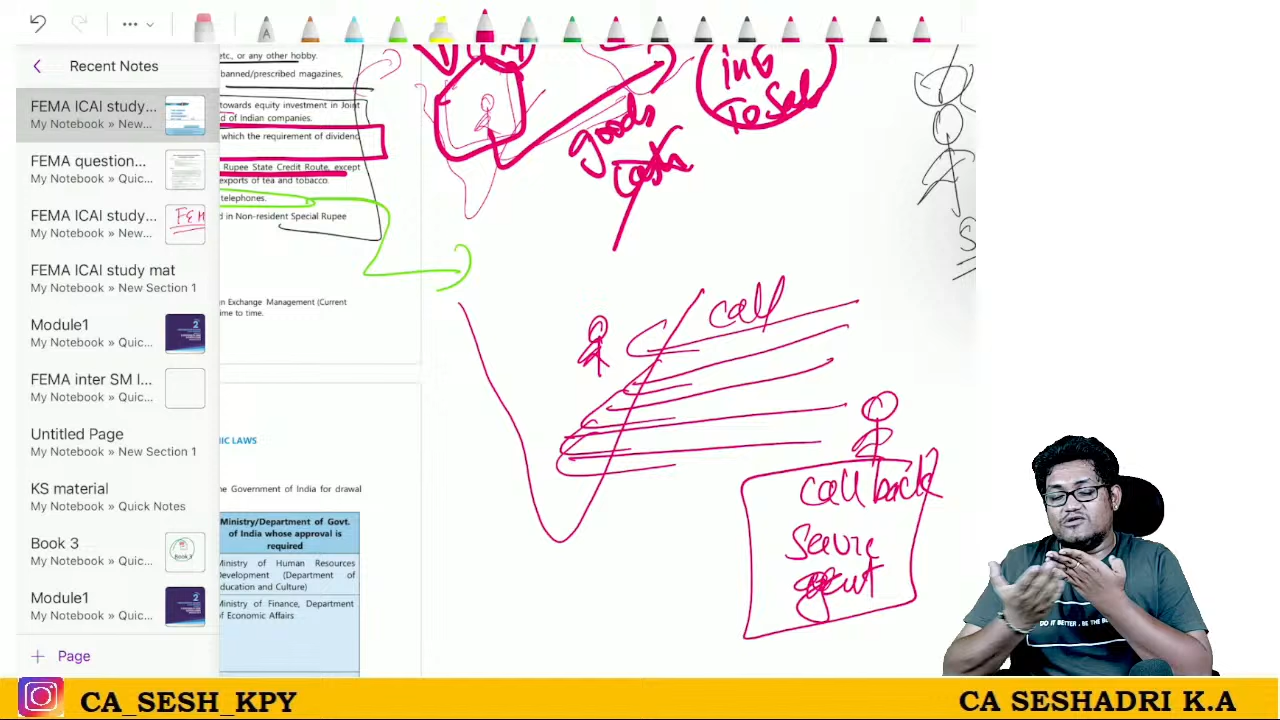 Recent Notes
FEMA ICAI study...
My Notebook » New...
FEMA question...
My Notebook » Quic...
FEMA ICAI study...
My Notebook » New...
FEMA ICAI study mat
My Notebook » New Section 1
Module1
My Notebook » Quic...
FEMA inter SM I...
My Notebook » Quic...
Untitled Page
My Notebook » New Section 1
KS material
My Notebook » Quick Notes
Book 3
My Notebook » Quic...
Module1
My Notebook » Quic...
+ Page
etc., or any other hobby.
banned/prescribed magazines,
towards equity investment in Joint
d of Indian companies.
which the requirement of dividend
Rupee State Credit Route, except
exports of tea and tobacco.
telephones.
d in Non-resident Special Rupee
n Exchange Management (Current
ime to time.
IC LAWS
he Government of India for drawal
Ministry/Department of Govt.
of India whose approval is
required
Ministry of Human Resources
Development (Department of
Education and Culture)
Ministry of Finance, Department
of Economic Affairs
goods
call
call back
DO IT BETTER, BE THE
CA_SESH_KPY
CA SESHADRI K.A